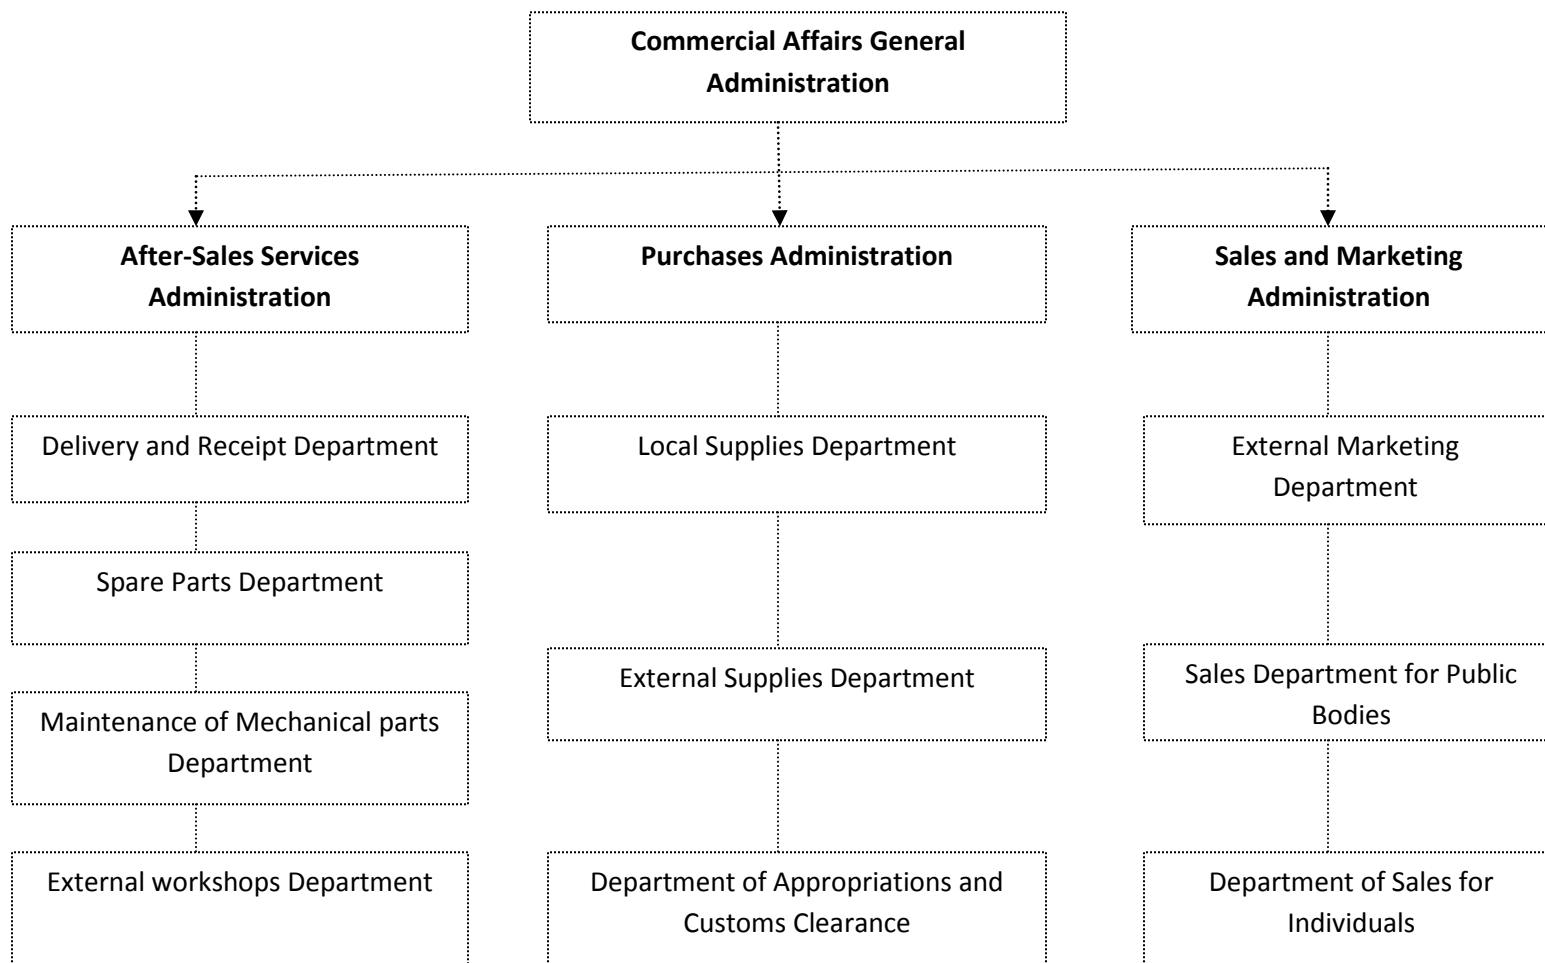 Commercial Affairs General
Administration
After-Sales Services
Administration
Purchases Administration
Sales and Marketing
Administration
Delivery and Receipt Department
Local Supplies Department
External Marketing
Department
Spare Parts Department
External Supplies Department
Sales Department for Public
Bodies
Maintenance of Mechanical parts
Department
External workshops Department
Department of Appropriations and
Customs Clearance
Department of Sales for
Individuals